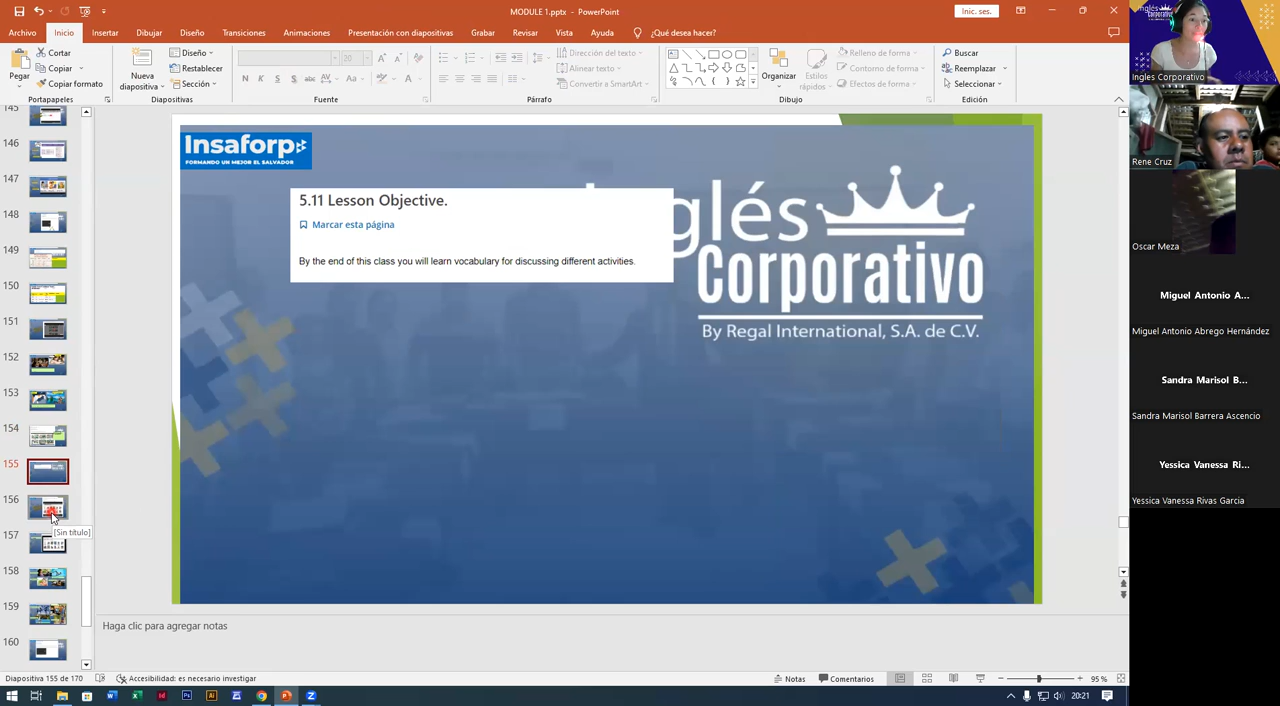 MODULE 1.pptx - PowerPoint
Inic. ses.
Archivo Inicio Insertar Dibujar Diseño Transiciones Animaciones Presentación con diapositivas Grabar Revisar Vista Ayuda ¿Qué desea hacer?
Pegar
Cortar
Copiar
Copiar formato
Portapapeles
Nueva
diapositiva
Diseño
Restablecer
Sección
Diapositivas
20
N K S S abc AV Aa A
Fuente
Dirección del texto
Alinear texto
Convertir a SmartArt
Párrafo
Organizar
Estilos
rápidos
Relleno de forma
Contorno de forma
Efectos de forma
Dibujo
Buscar
Reemplazar
Seleccionar
Edición
145
146
147
148
149
150
151
152
153
154
155
156
[Sin título]
157
158
159
160
Insaforp
FORMANDO UN MEJOR EL SALVADOR
5.11 Lesson Objective.
Marcar esta página
By the end of this class you will learn vocabulary for discussing different activities.
glés
Corporativo
By Regal International, S.A. de C.V.
Haga clic para agregar notas
Diapositiva 155 de 170
Accesibilidad: es necesario investigar
Notas
Comentarios
95 %
20:21
Corporativo
Ingles Corporativo
Rene Cruz
Oscar Meza
Miguel Antonio A...
Miguel Antonio Abrego Hernández
Sandra Marisol B...
Sandra Marisol Barrera Ascencio
Yessica Vanessa Ri...
Yessica Vanessa Rivas Garcia